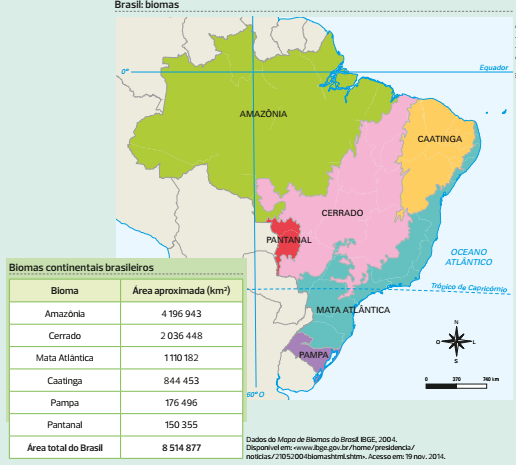 Brasil: biomas
0°
Equador
AMAZÔNIA
CAATINGA
CERRADO
PANTANAL
OCEANO
ATLÂNTICO
Trópico de Capricórnio
MATA ATLÂNTICA
PAMPA
N
O
L
S
60° O
0 370 740 km
Biomas continentais brasileiros
Bioma Área aproximada (km²)
Amazônia 4 196 943
Cerrado 2 036 448
Mata Atlântica 1 110 182
Caatinga 844 453
Pampa 176 496
Pantanal 150 355
Área total do Brasil 8 514 877
Dados do Mapa de Biomas do Brasil. IBGE, 2004.
Disponível em: <www.ibge.gov.br/home/presidencia/
noticias/21052004biomashtml.shtm>. Acesso em: 19 nov. 2014.